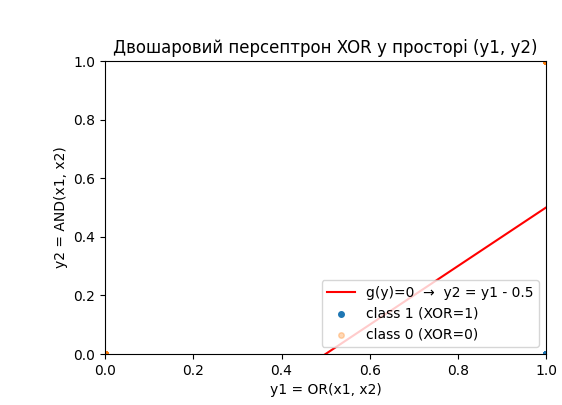 Двошаровий персептрон XOR у просторі (y1, y2)
1.0
0.8
0.6
0.4
0.2
0.0
y2 = AND(x1, x2)
g(y)=0 → y2 = y1 - 0.5
class 1 (XOR=1)
class 0 (XOR=0)
0.0 0.2 0.4 0.6 0.8 1.0
y1 = OR(x1, x2)